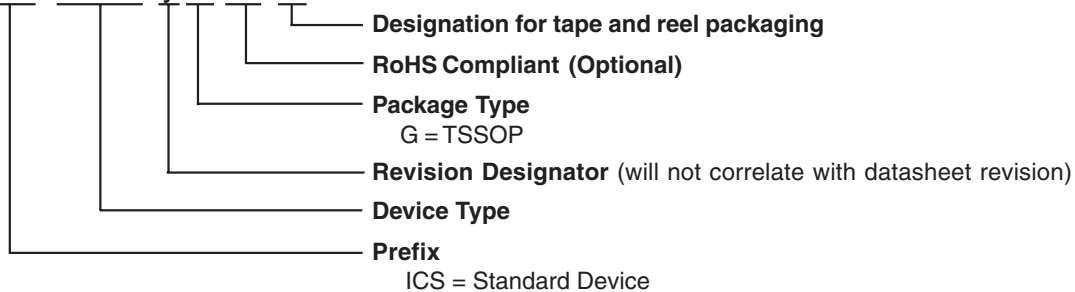 Designation for tape and reel packaging
RoHS Compliant (Optional)
Package Type
G = TSSOP
Revision Designator (will not correlate with datasheet revision)
Device Type
Prefix
ICS = Standard Device